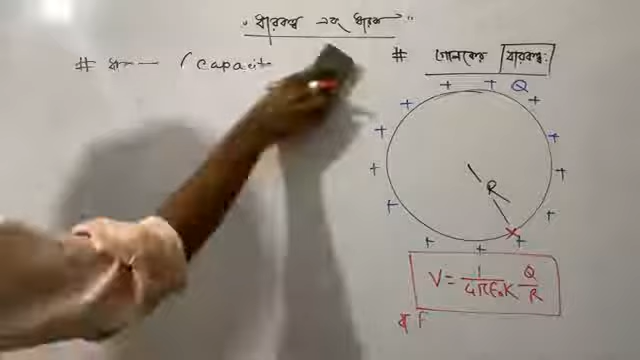 ধারকত্ব এবং ধারক
# ধারক (Capacit
# গোলকের ধারকত্ব:
+ + Q
R
V = 1/4πε₀K Q/R